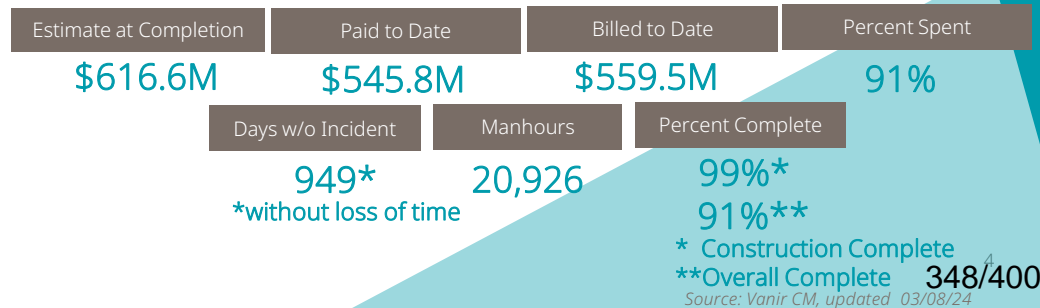 Estimate at Completion Paid to Date Billed to Date Percent Spent
$616.6M $545.8M $559.5M 91%
Days w/o Incident Manhours Percent Complete
949* 20,926 99%*
*without loss of time
91%**
* Construction Complete
**Overall Complete
4
348/400
Source: Vanir CM, updated 03/08/24